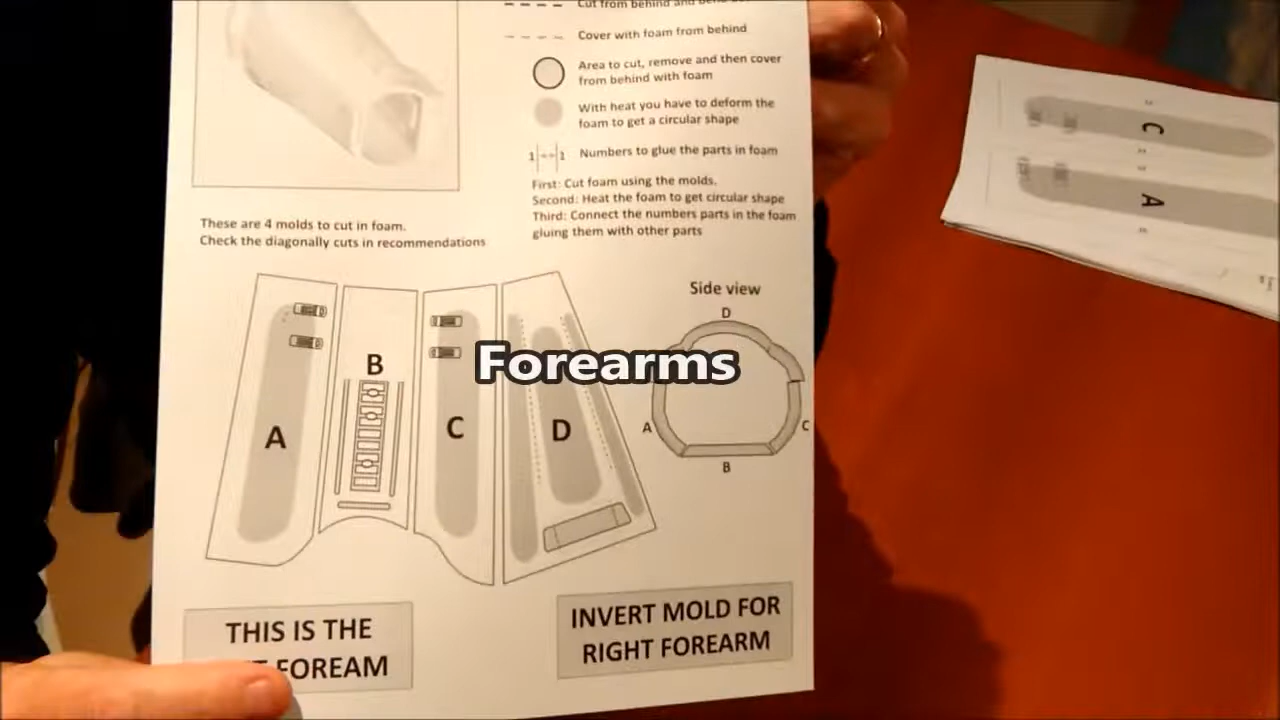 Cut from behind and
Cover with foam from behind
Area to cut, remove and then cover
from behind with foam
With heat you have to deform the
foam to get a circular shape
1 1 Numbers to glue the parts in foam
First: Cut foam using the molds.
Second: Heat the foam to get circular shape
Third: Connect the numbers parts in the foam
gluing them with other parts
These are 4 molds to cut in foam.
Check the diagonally cuts in recommendations
Side view
D
A
C
B
A
B
C
D
Forearms
THIS IS THE
FOREAM
INVERT MOLD FOR
RIGHT FOREARM
C
A